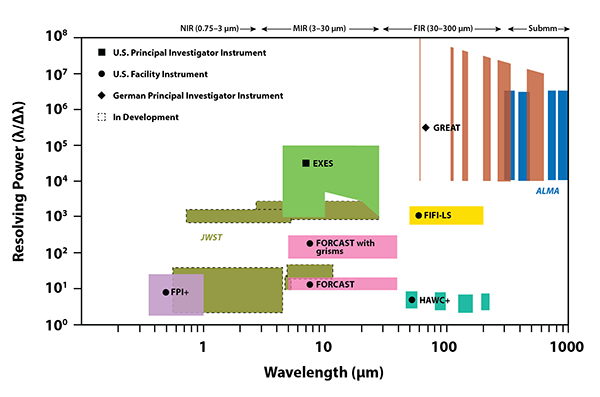 NIR (0.75–3 μm) MIR (3–30 μm) FIR (30–300 μm) Submm
10⁸
10⁷
10⁶
10⁵
10⁴
10³
10²
10¹
10⁰
Resolving Power (λ/Δλ)
U.S. Principal Investigator Instrument
U.S. Facility Instrument
German Principal Investigator Instrument
In Development
GREAT
EXES
ALMA
FIFI-LS
JWST
FORCAST with
grisms
FORCAST
FPI+
HAWC+
1 10 100 1000
Wavelength (μm)